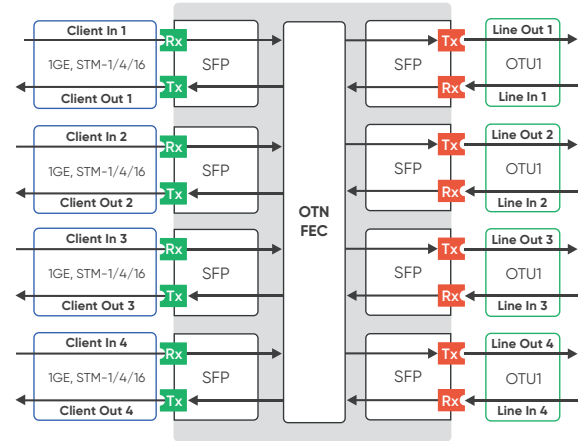 Client In 1
Rx
SFP
1GE, STM-1/4/16
Tx
Client Out 1
Client In 2
Rx
SFP
1GE, STM-1/4/16
Tx
Client Out 2
Client In 3
Rx
SFP
1GE, STM-1/4/16
Tx
Client Out 3
Client In 4
Rx
SFP
1GE, STM-1/4/16
Tx
Client Out 4
OTN
FEC
Line Out 1
Tx
SFP
OTU1
Rx
Line In 1
Line Out 2
Tx
SFP
OTU1
Rx
Line In 2
Line Out 3
Tx
SFP
OTU1
Rx
Line In 3
Line Out 4
Tx
SFP
OTU1
Rx
Line In 4